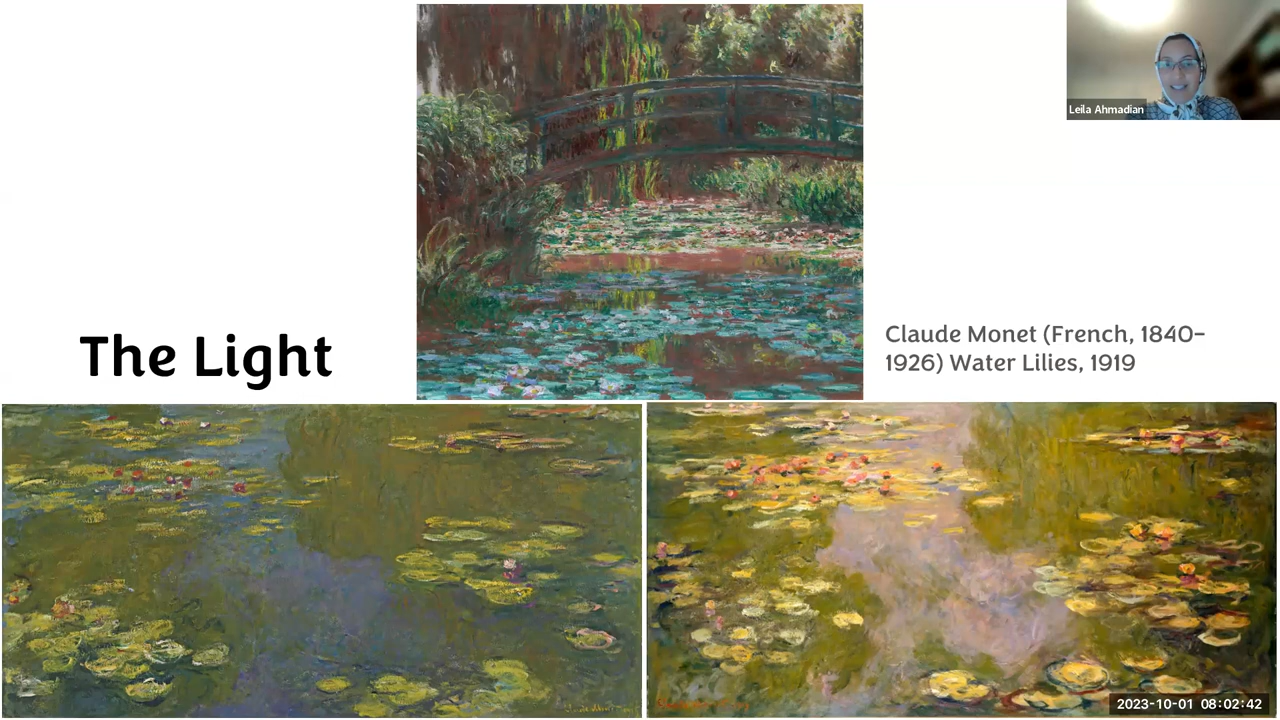 Leila Ahmadian
The Light
Claude Monet (French, 1840-
1926) Water Lilies, 1919
2023-10-01 08:02:42